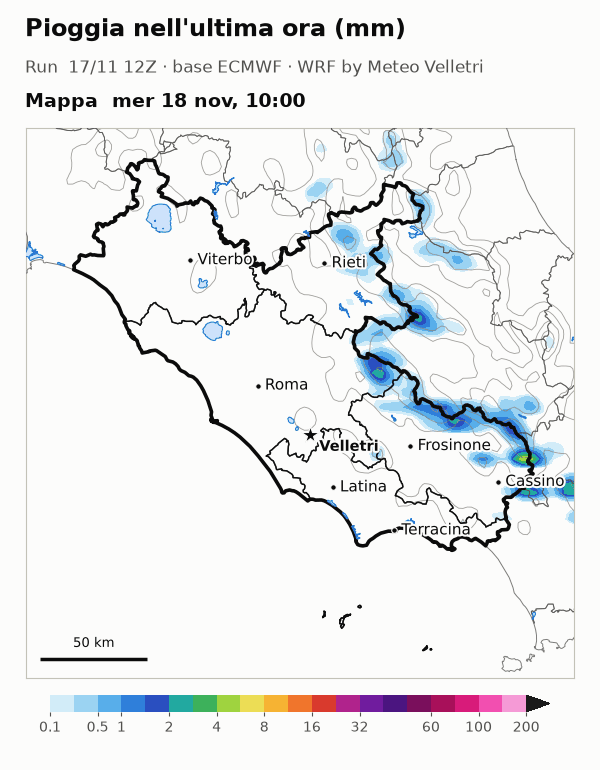 Pioggia nell'ultima ora (mm)
Run  17/11 12Z · base ECMWF · WRF by Meteo Velletri
Mappa  mer 18 nov, 10:00
Viterbo
Rieti
Roma
Velletri
Frosinone
Cassino
Latina
Terracina
50 km
0.1 0.5 1 2 4 8 16 32 60 100 200